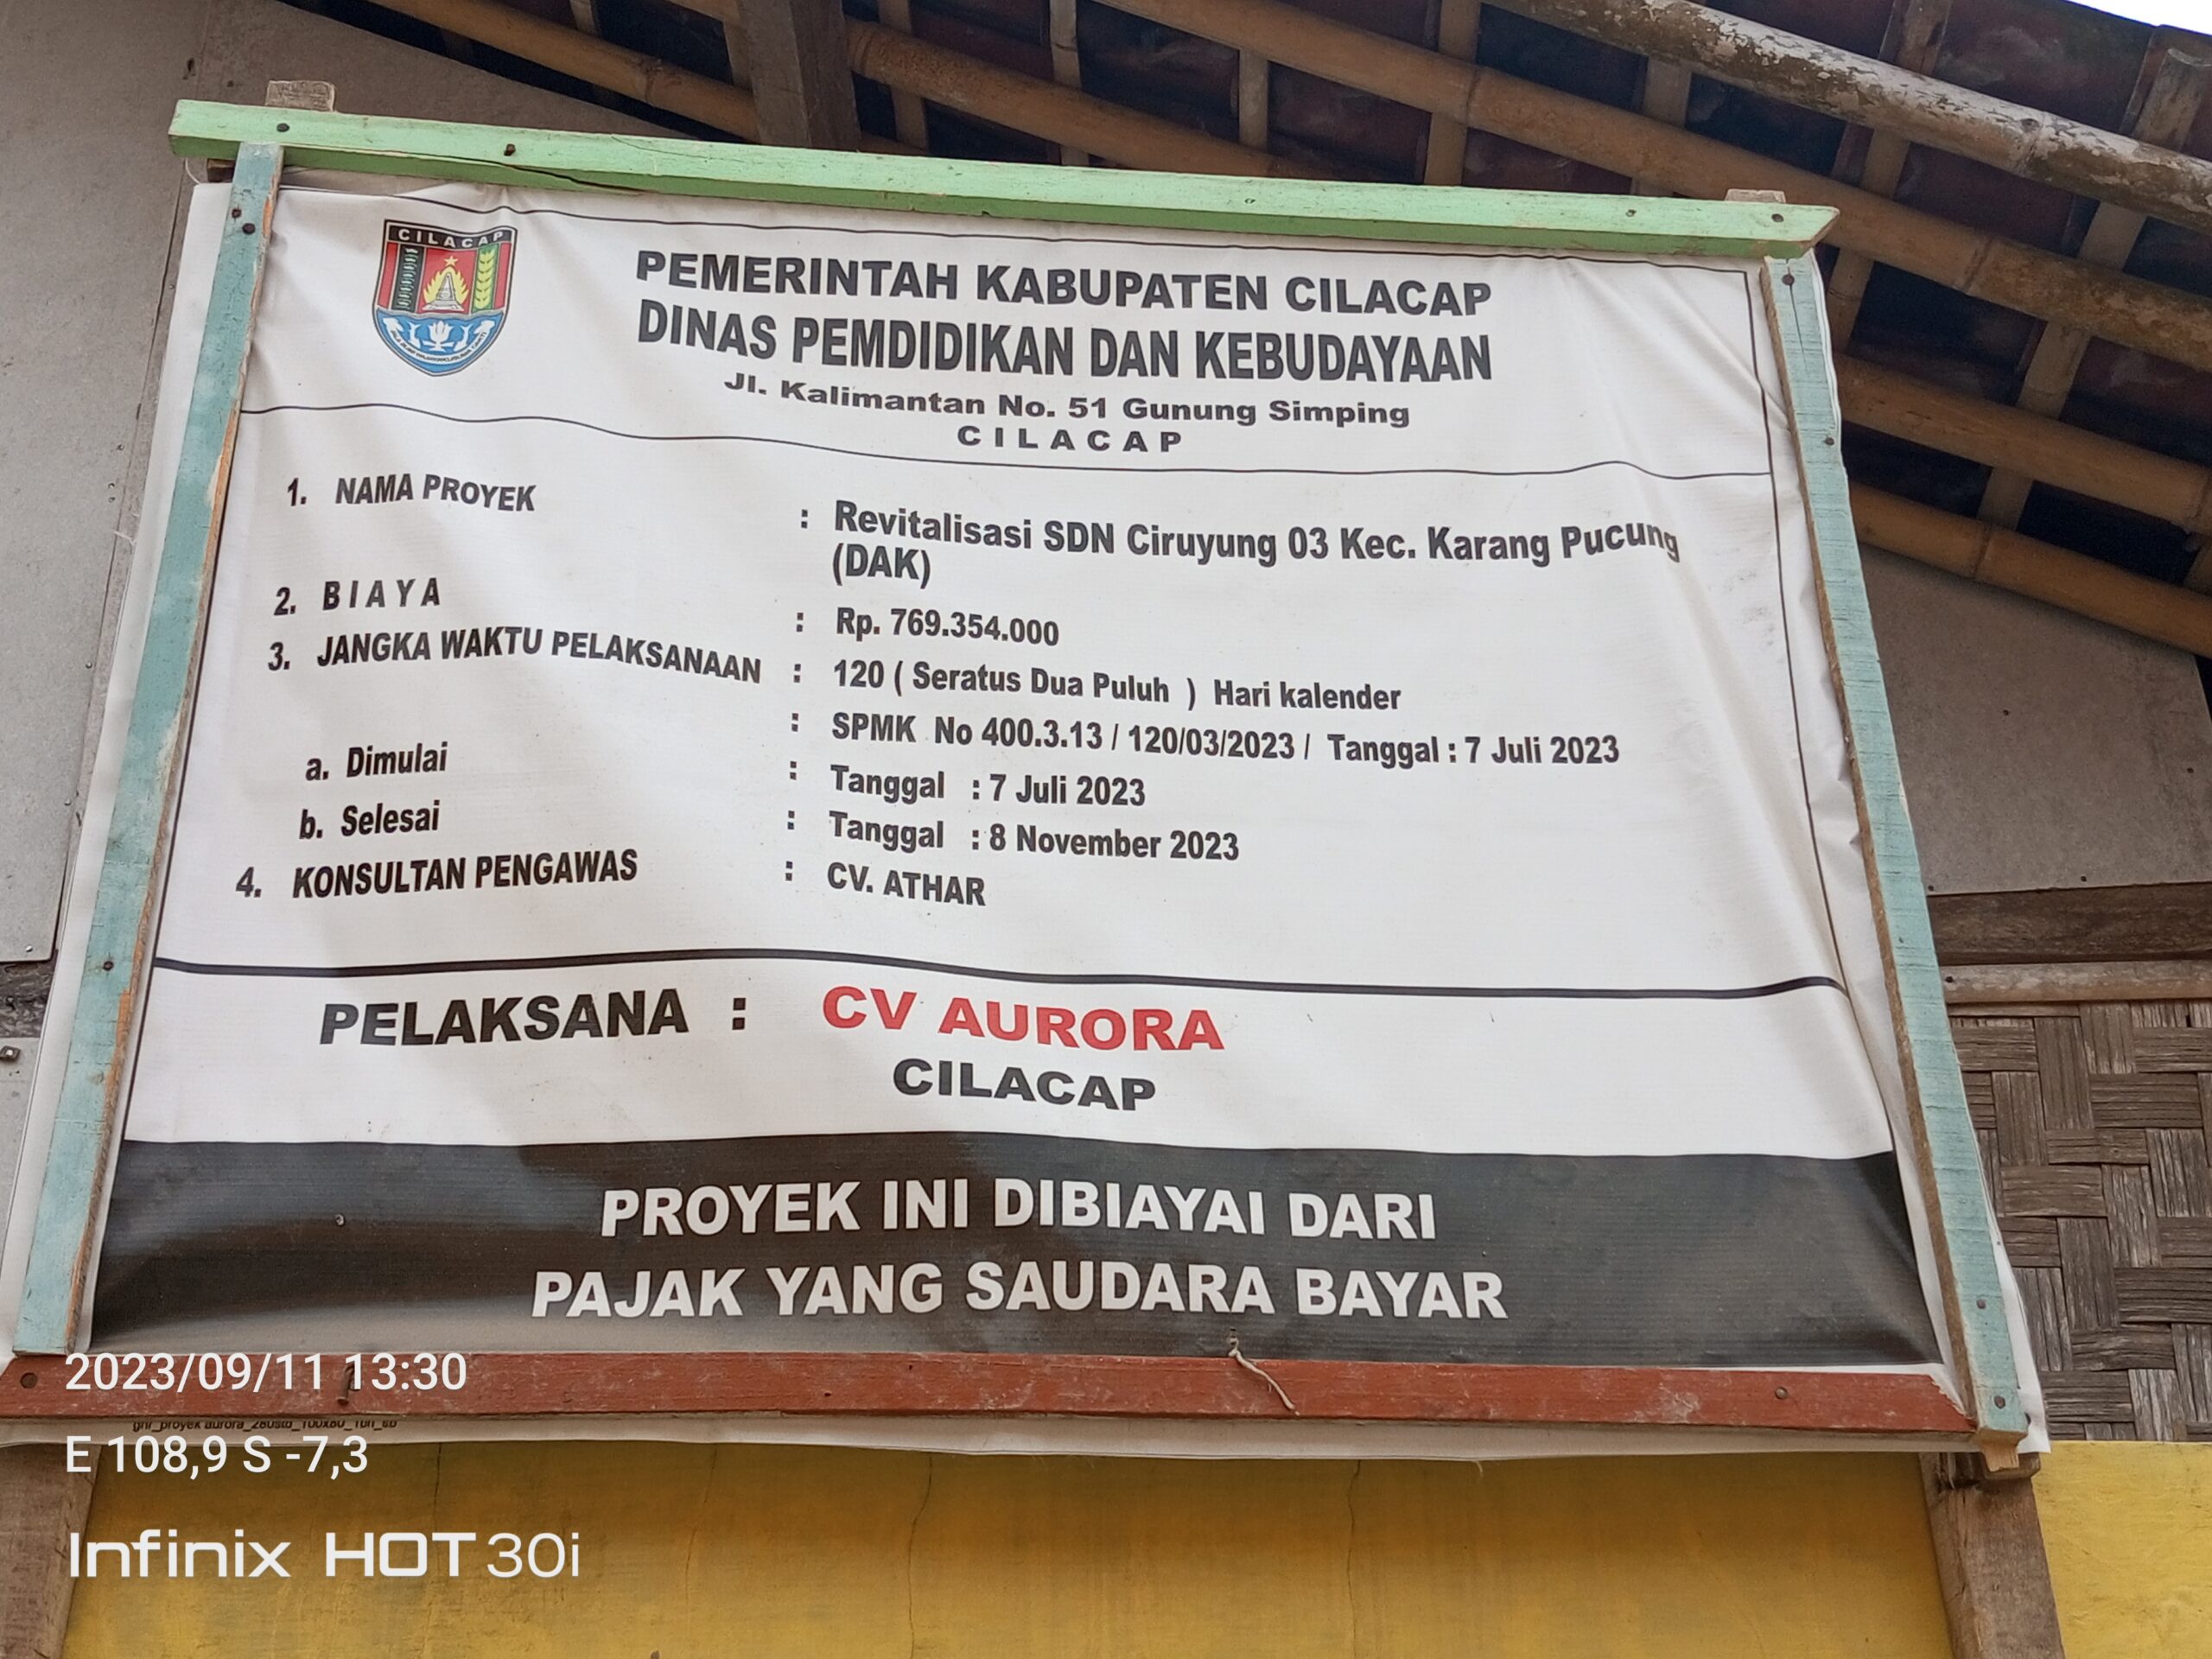 CILACAP
PEMERINTAH KABUPATEN CILACAP
DINAS PEMDIDIKAN DAN KEBUDAYAAN
Jl. Kalimantan No. 51 Gunung Simping
CILACAP
1. NAMA PROYEK : Revitalisasi SDN Ciruyung 03 Kec. Karang Pucung
(DAK)
2. BIAYA : Rp. 769.354.000
3. JANGKA WAKTU PELAKSANAAN : 120 ( Seratus Dua Puluh ) Hari kalender
: SPMK No 400.3.13 / 120/03/2023 / Tanggal : 7 Juli 2023
a. Dimulai : Tanggal : 7 Juli 2023
b. Selesai : Tanggal : 8 November 2023
4. KONSULTAN PENGAWAS : CV. ATHAR
PELAKSANA : CV AURORA
CILACAP
PROYEK INI DIBIAYAI DARI
PAJAK YANG SAUDARA BAYAR
2023/09/11 13:30
E 108,9 S -7,3
Infinix HOT 30i